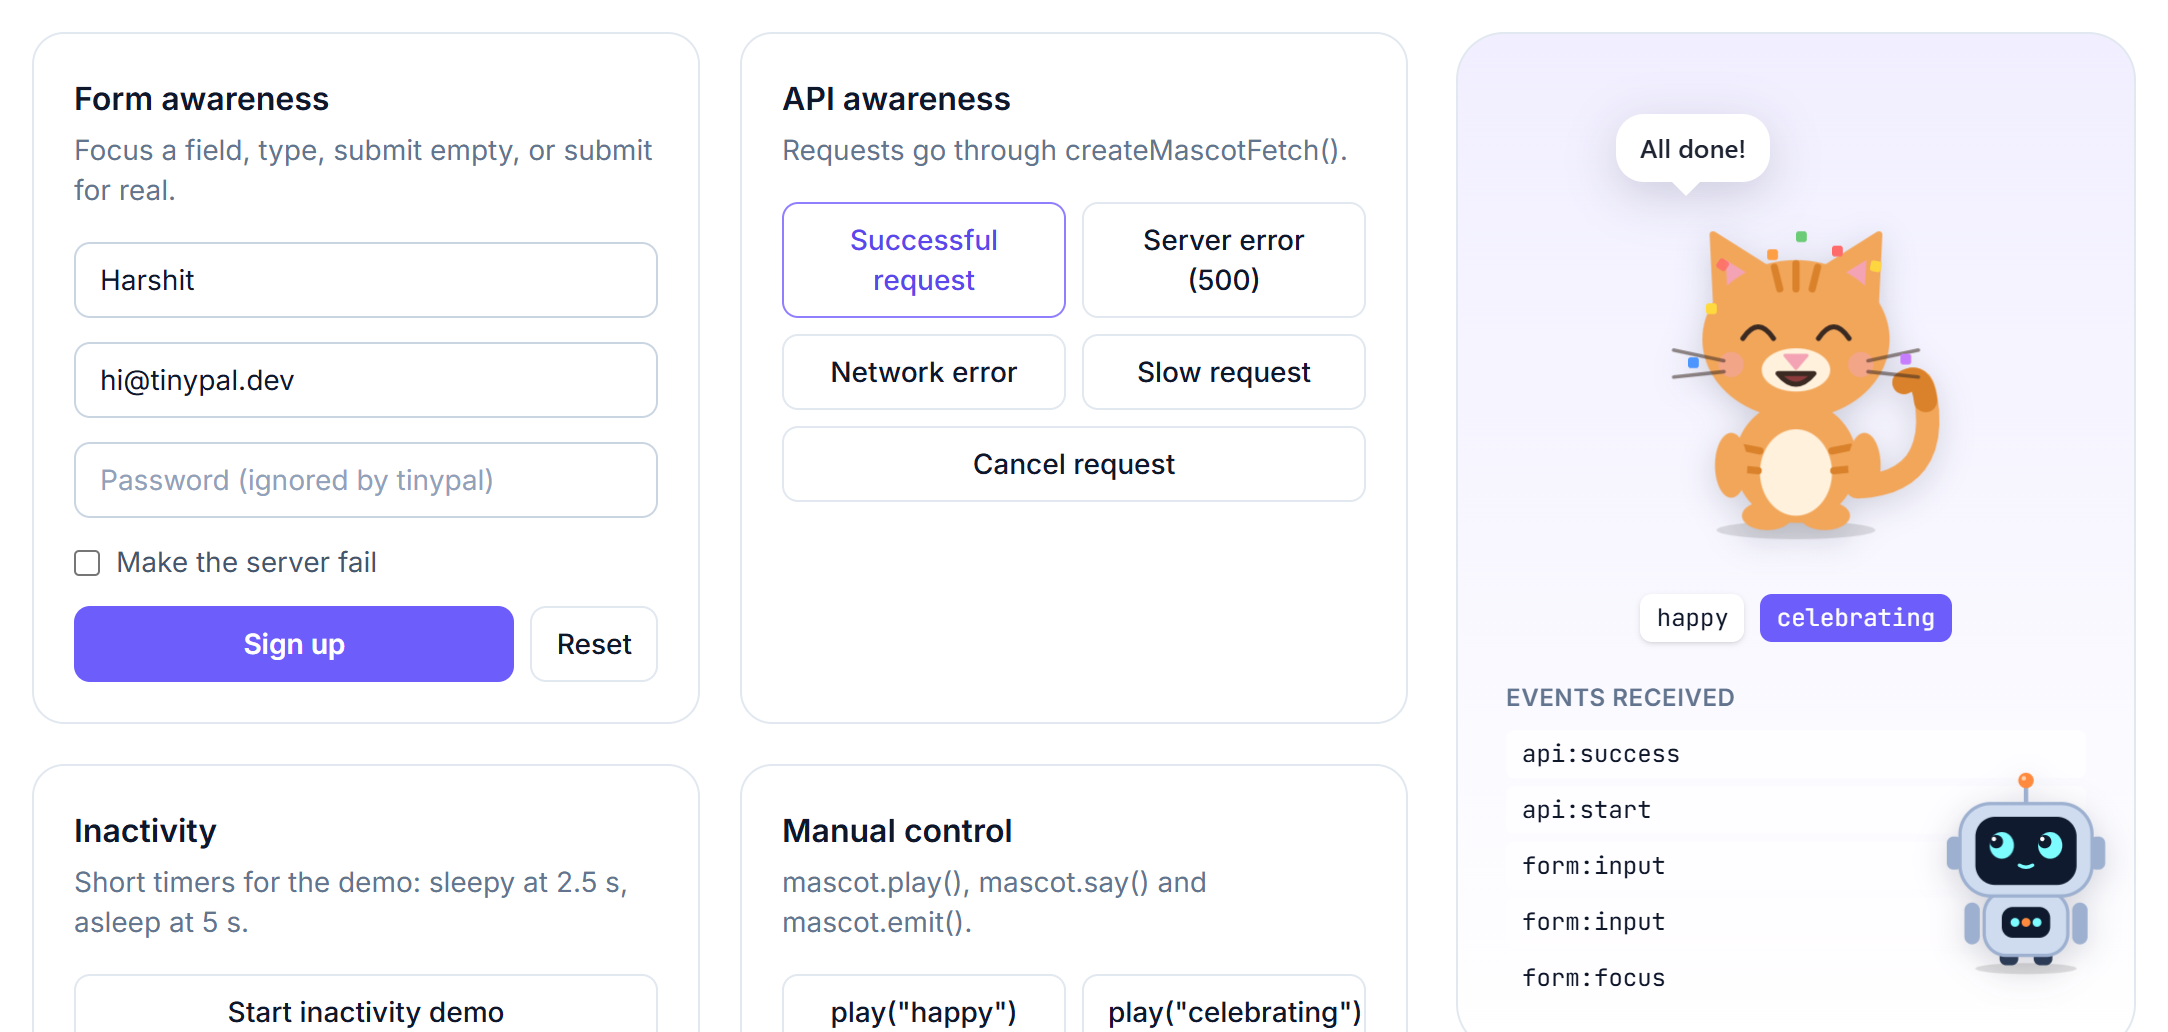 Form awareness
Focus a field, type, submit empty, or submit
for real.
Harshit
hi@tinypal.dev
Password (ignored by tinypal)
Make the server fail
Sign up
Reset
API awareness
Requests go through createMascotFetch().
Successful
request
Server error
(500)
Network error
Slow request
Cancel request
All done!
happy
celebrating
EVENTS RECEIVED
api:success
api:start
form:input
form:input
form:focus
Inactivity
Short timers for the demo: sleepy at 2.5 s,
asleep at 5 s.
Start inactivity demo
Manual control
mascot.play(), mascot.say() and
mascot.emit().
play("happy")
play("celebrating")